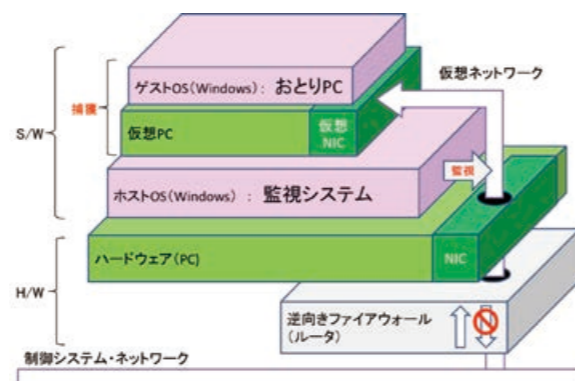 ゲストOS(Windows)： おとりPC
仮想ネットワーク
捕獲
S/W
仮想PC
仮想
NIC
監視
ホストOS(Windows) ： 監視システム
ハードウェア(PC)
NIC
H/W
逆向きファイアウォール
(ルータ)
制御システム・ネットワーク